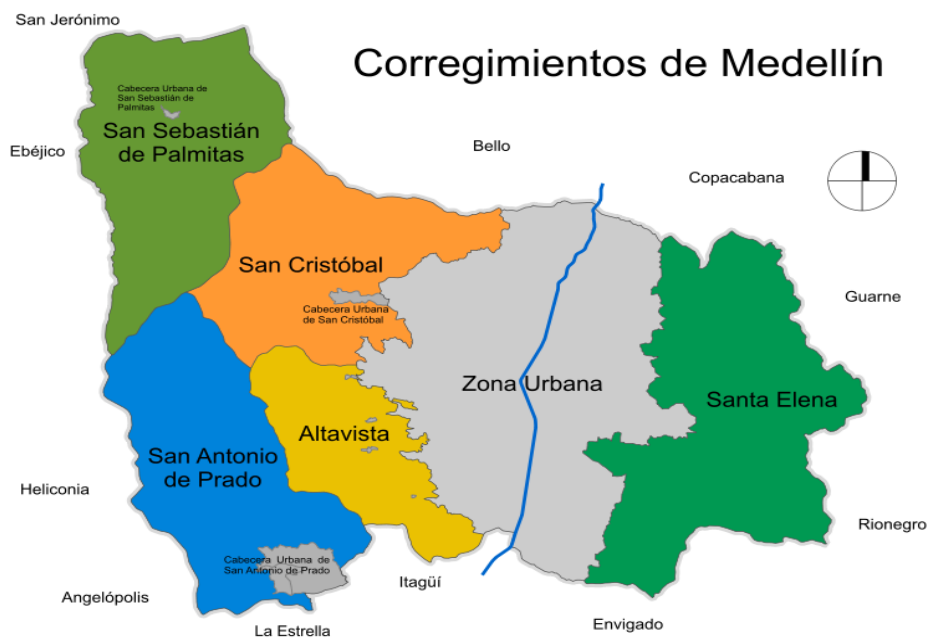 San Jerónimo
Corregimientos de Medellín
Cabecera Urbana de
San Sebastián de
Palmitas
San Sebastián
de Palmitas
Ebéjico
Bello
Copacabana
San Cristóbal
Guarne
Cabecera Urbana
de San Cristóbal
Zona Urbana
Santa Elena
Altavista
San Antonio
de Prado
Heliconia
Rionegro
Cabecera Urbana de
San Antonio de Prado
Itagüí
Angelópolis
La Estrella
Envigado